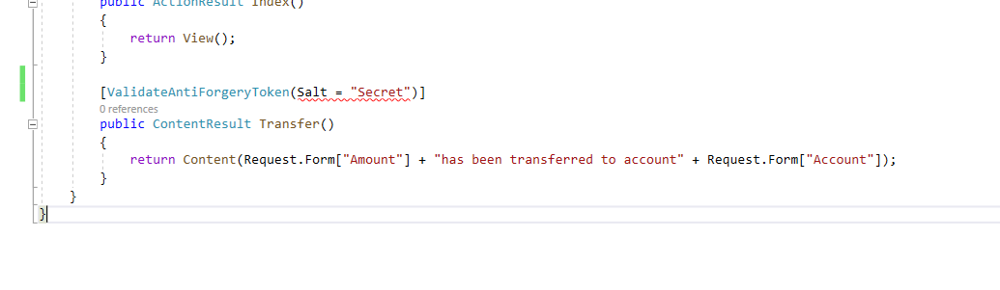 public ActionResult Index()
{
return View();
}
[ValidateAntiForgeryToken(Salt = "Secret")]
0 references
public ContentResult Transfer()
{
return Content(Request.Form["Amount"] + "has been transferred to account" + Request.Form["Account"]);
}
}
}